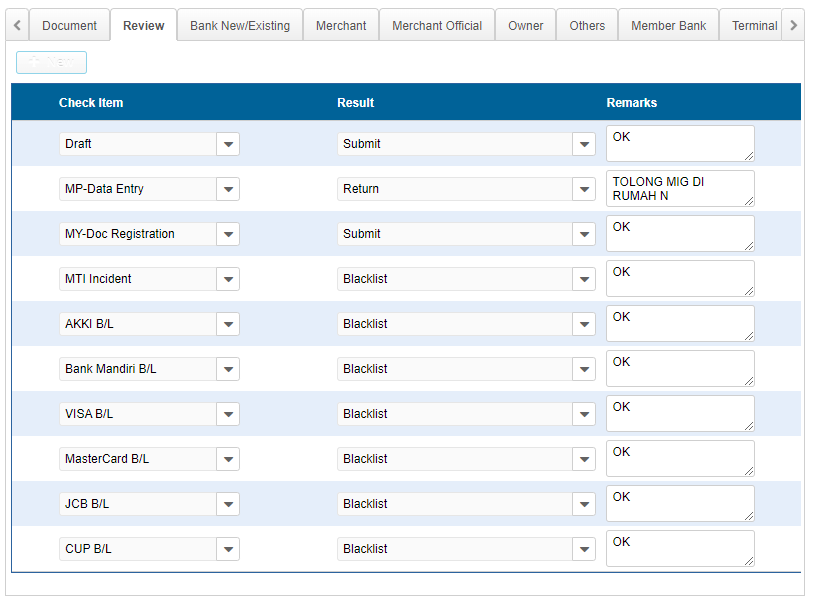 Document Review Bank New/Existing Merchant Merchant Official Owner Others Member Bank Terminal
New
Check Item Result Remarks
Draft Submit OK
MP-Data Entry Return TOLONG MIG DI
RUMAH N
MY-Doc Registration Submit OK
MTI Incident Blacklist OK
AKKI B/L Blacklist OK
Bank Mandiri B/L Blacklist OK
VISA B/L Blacklist OK
MasterCard B/L Blacklist OK
JCB B/L Blacklist OK
CUP B/L Blacklist OK